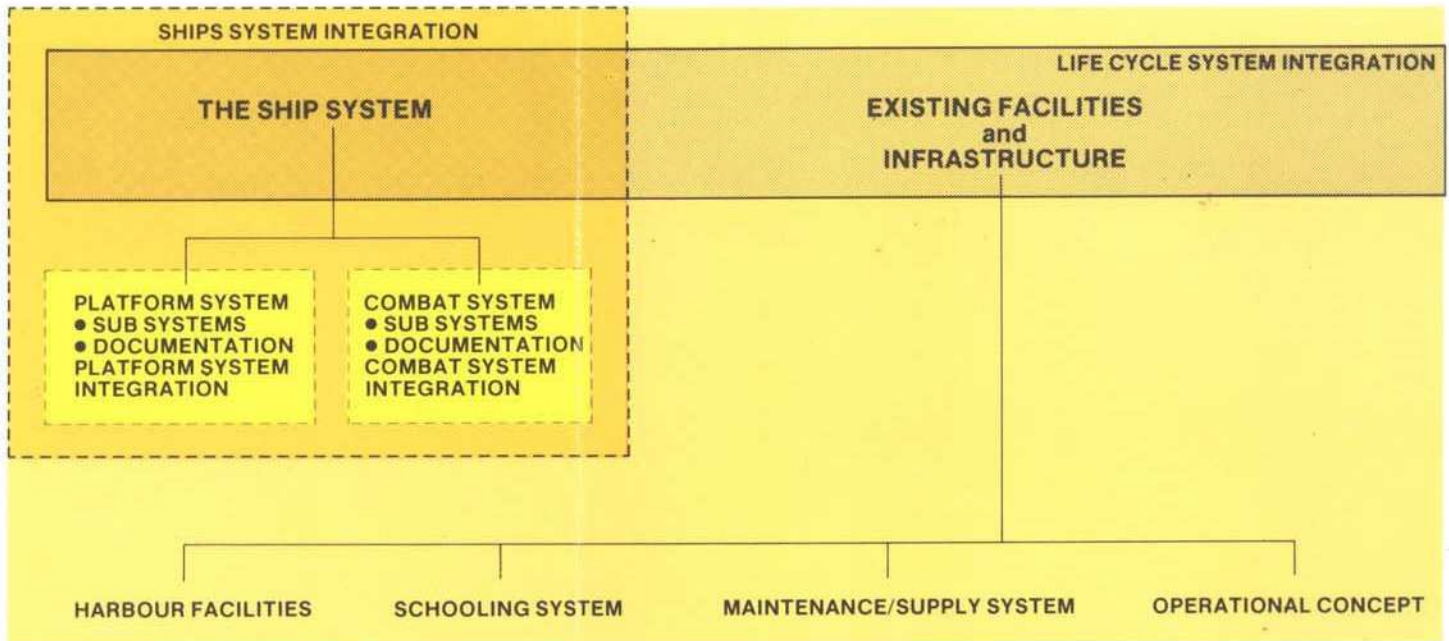 SHIPS SYSTEM INTEGRATION
LIFE CYCLE SYSTEM INTEGRATION
THE SHIP SYSTEM
EXISTING FACILITIES
and
INFRASTRUCTURE
PLATFORM SYSTEM
● SUB SYSTEMS
● DOCUMENTATION
PLATFORM SYSTEM
INTEGRATION
COMBAT SYSTEM
● SUB SYSTEMS
● DOCUMENTATION
COMBAT SYSTEM
INTEGRATION
HARBOUR FACILITIES
SCHOOLING SYSTEM
MAINTENANCE/SUPPLY SYSTEM
OPERATIONAL CONCEPT